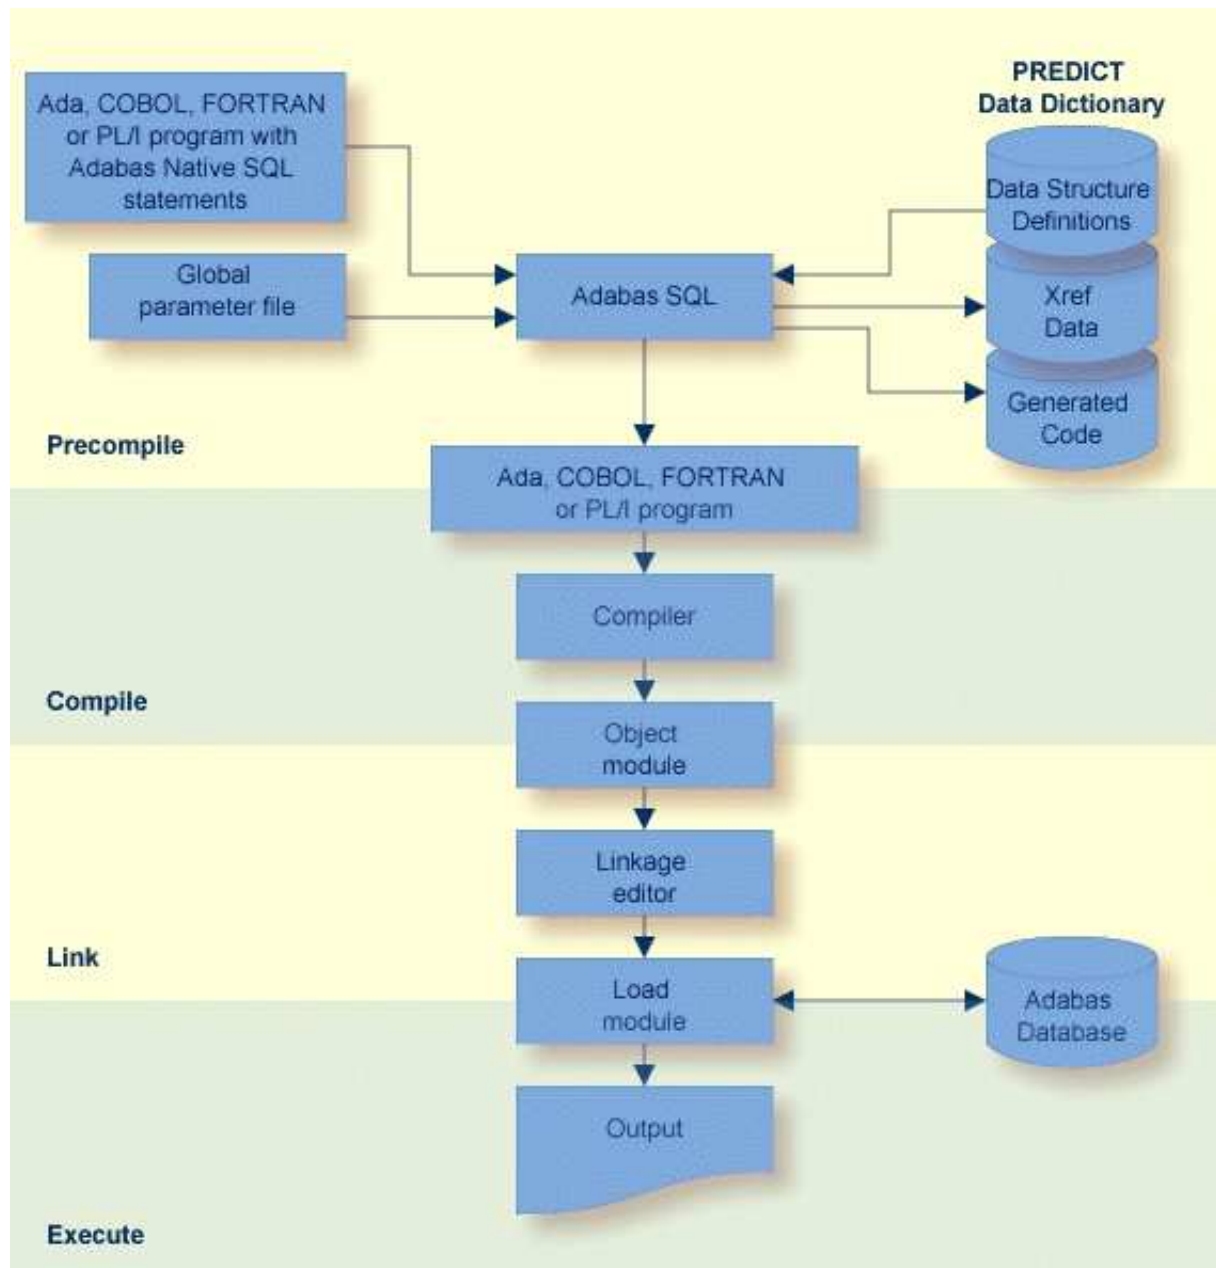 PREDICT
Data Dictionary
Ada, COBOL, FORTRAN
or PL/I program with
Adabas Native SQL
statements
Data Structure
Definitions
Global
parameter file
Adabas SQL
Xref
Data
Generated
Code
Precompile
Ada, COBOL, FORTRAN
or PL/I program
Compiler
Compile
Object
module
Linkage
editor
Link
Load
module
Adabas
Database
Output
Execute